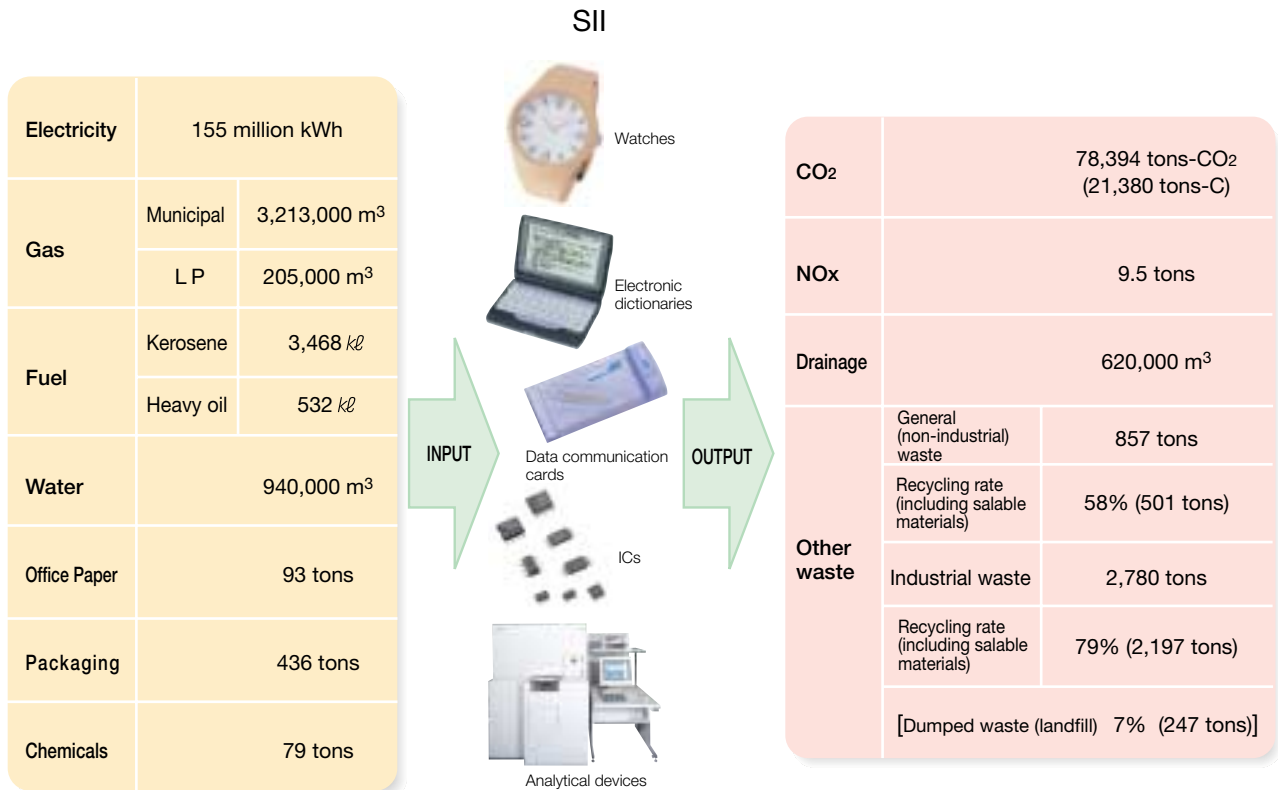 SII
Electricity 155 million kWh
Gas
Municipal 3,213,000 m³
L P 205,000 m³
Fuel
Kerosene 3,468 kℓ
Heavy oil 532 kℓ
Water 940,000 m³
Office Paper 93 tons
Packaging 436 tons
Chemicals 79 tons
INPUT
Watches
Electronic
dictionaries
Data communication
cards
ICs
Analytical devices
OUTPUT
CO₂
78,394 tons-CO₂
(21,380 tons-C)
NOx 9.5 tons
Drainage 620,000 m³
Other
waste
General
(non-industrial)
waste
857 tons
Recycling rate
(including salable
materials)
58% (501 tons)
Industrial waste 2,780 tons
Recycling rate
(including salable
materials)
79% (2,197 tons)
[Dumped waste (landfill) 7% (247 tons)]